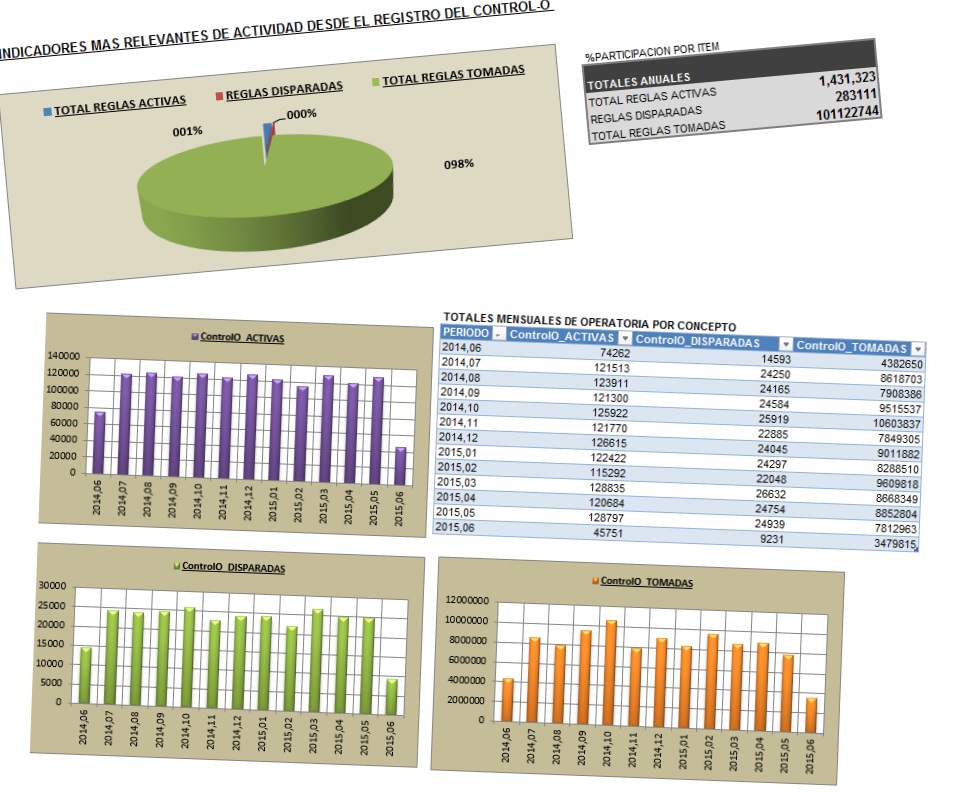 INDICADORES MAS RELEVANTES DE ACTIVIDAD DESDE EL REGISTRO DEL CONTROL-O
TOTAL REGLAS ACTIVAS REGLAS DISPARADAS TOTAL REGLAS TOMADAS
001% 000%
098%
%PARTICIPACION POR ITEM
TOTALES ANUALES 1,431,323
TOTAL REGLAS ACTIVAS 283111
REGLAS DISPARADAS 101122744
TOTAL REGLAS TOMADAS
ControlO_ACTIVAS
140000
120000
100000
80000
60000
40000
20000
0
2014,06 2014,07 2014,08 2014,09 2014,10 2014,11 2014,12 2015,01 2015,02 2015,03 2015,04 2015,05 2015,06
TOTALES MENSUALES DE OPERATORIA POR CONCEPTO
PERIODO ControlO_ACTIVAS ControlO_DISPARADAS ControlO_TOMADAS
2014,06 74262 14593 4382650
2014,07 121513 24250 8618703
2014,08 123911 24165 7908386
2014,09 121300 24584 9515537
2014,10 125922 25919 10603837
2014,11 121770 22885 7849305
2014,12 126615 24045 9011882
2015,01 122422 24297 8288510
2015,02 115292 22048 9609818
2015,03 128835 26632 8668349
2015,04 120684 24754 8852804
2015,05 128797 24939 7812963
2015,06 45751 9231 3479815
ControlO_DISPARADAS
30000
25000
20000
15000
10000
5000
0
2014,06 2014,07 2014,08 2014,09 2014,10 2014,11 2014,12 2015,01 2015,02 2015,03 2015,04 2015,05 2015,06
ControlO_TOMADAS
12000000
10000000
8000000
6000000
4000000
2000000
0
2014,06 2014,07 2014,08 2014,09 2014,10 2014,11 2014,12 2015,01 2015,02 2015,03 2015,04 2015,05 2015,06